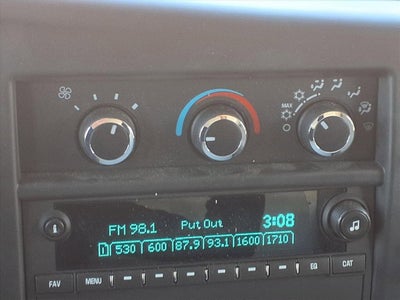 MAX
FM 98.1 Put Out 3:08
1 530 600 87.9 93.1 1600 1710
FAV MENU EQ CAT